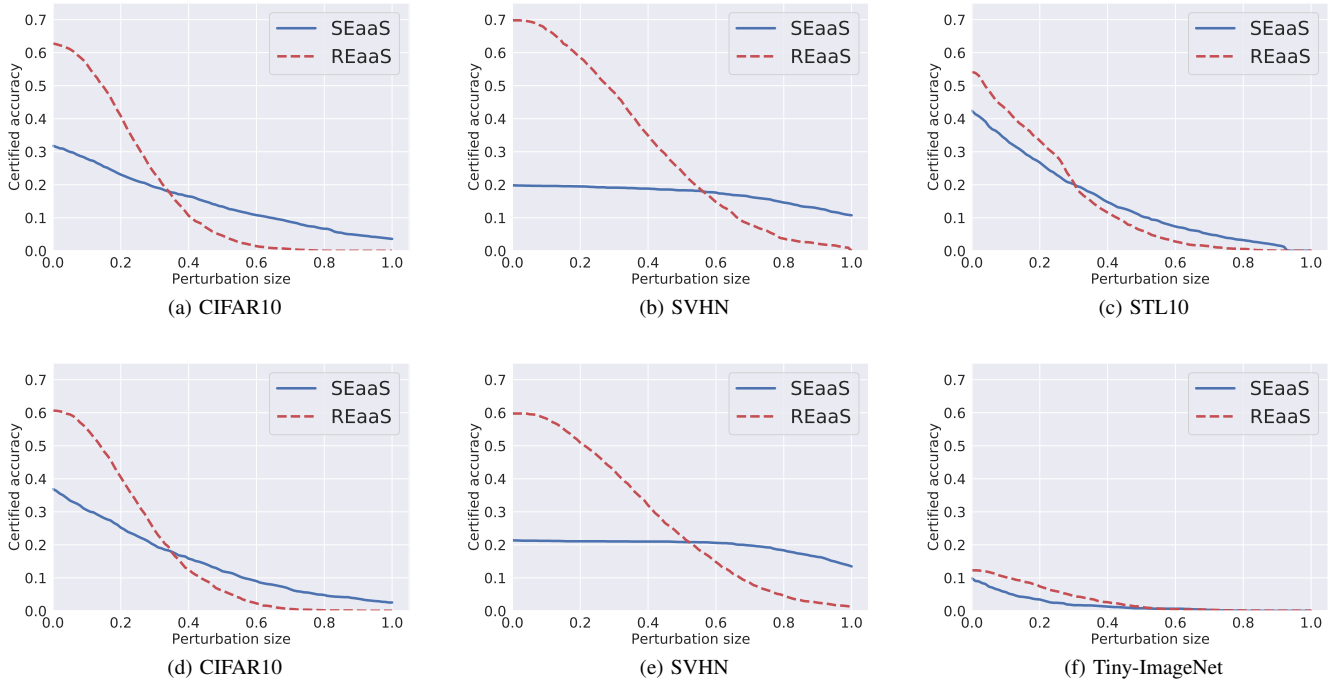 0.7
0.6
0.5
0.4
0.3
0.2
0.1
0.0
Certified accuracy
SEaaS
REaaS
0.0 0.2 0.4 0.6 0.8 1.0
Perturbation size
(a) CIFAR10
0.7
0.6
0.5
0.4
0.3
0.2
0.1
0.0
Certified accuracy
SEaaS
REaaS
0.0 0.2 0.4 0.6 0.8 1.0
Perturbation size
(b) SVHN
0.7
0.6
0.5
0.4
0.3
0.2
0.1
0.0
Certified accuracy
SEaaS
REaaS
0.0 0.2 0.4 0.6 0.8 1.0
Perturbation size
(c) STL10
0.7
0.6
0.5
0.4
0.3
0.2
0.1
0.0
Certified accuracy
SEaaS
REaaS
0.0 0.2 0.4 0.6 0.8 1.0
Perturbation size
(d) CIFAR10
0.7
0.6
0.5
0.4
0.3
0.2
0.1
0.0
Certified accuracy
SEaaS
REaaS
0.0 0.2 0.4 0.6 0.8 1.0
Perturbation size
(e) SVHN
0.7
0.6
0.5
0.4
0.3
0.2
0.1
0.0
Certified accuracy
SEaaS
REaaS
0.0 0.2 0.4 0.6 0.8 1.0
Perturbation size
(f) Tiny-ImageNet